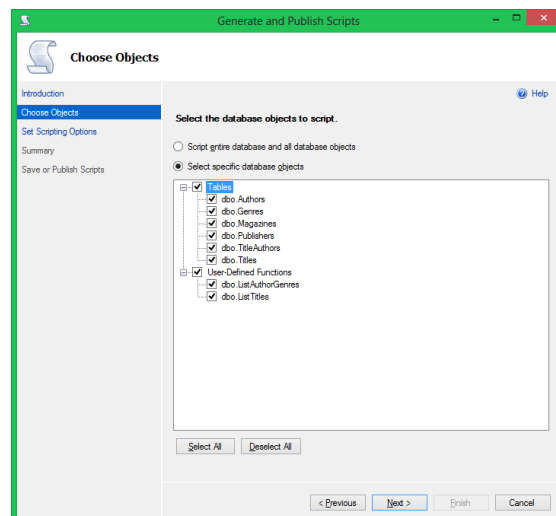 Generate and Publish Scripts
Choose Objects
Introduction
Help
Choose Objects
Select the database objects to script.
Set Scripting Options
Script entire database and all database objects
Summary
Select specific database objects
Save or Publish Scripts
Tables
dbo.Authors
dbo.Genres
dbo.Magazines
dbo.Publishers
dbo.TitleAuthors
dbo.Titles
User-Defined Functions
dbo.ListAuthorGenres
dbo.ListTitles
Select All Deselect All
< Previous Next > Finish Cancel